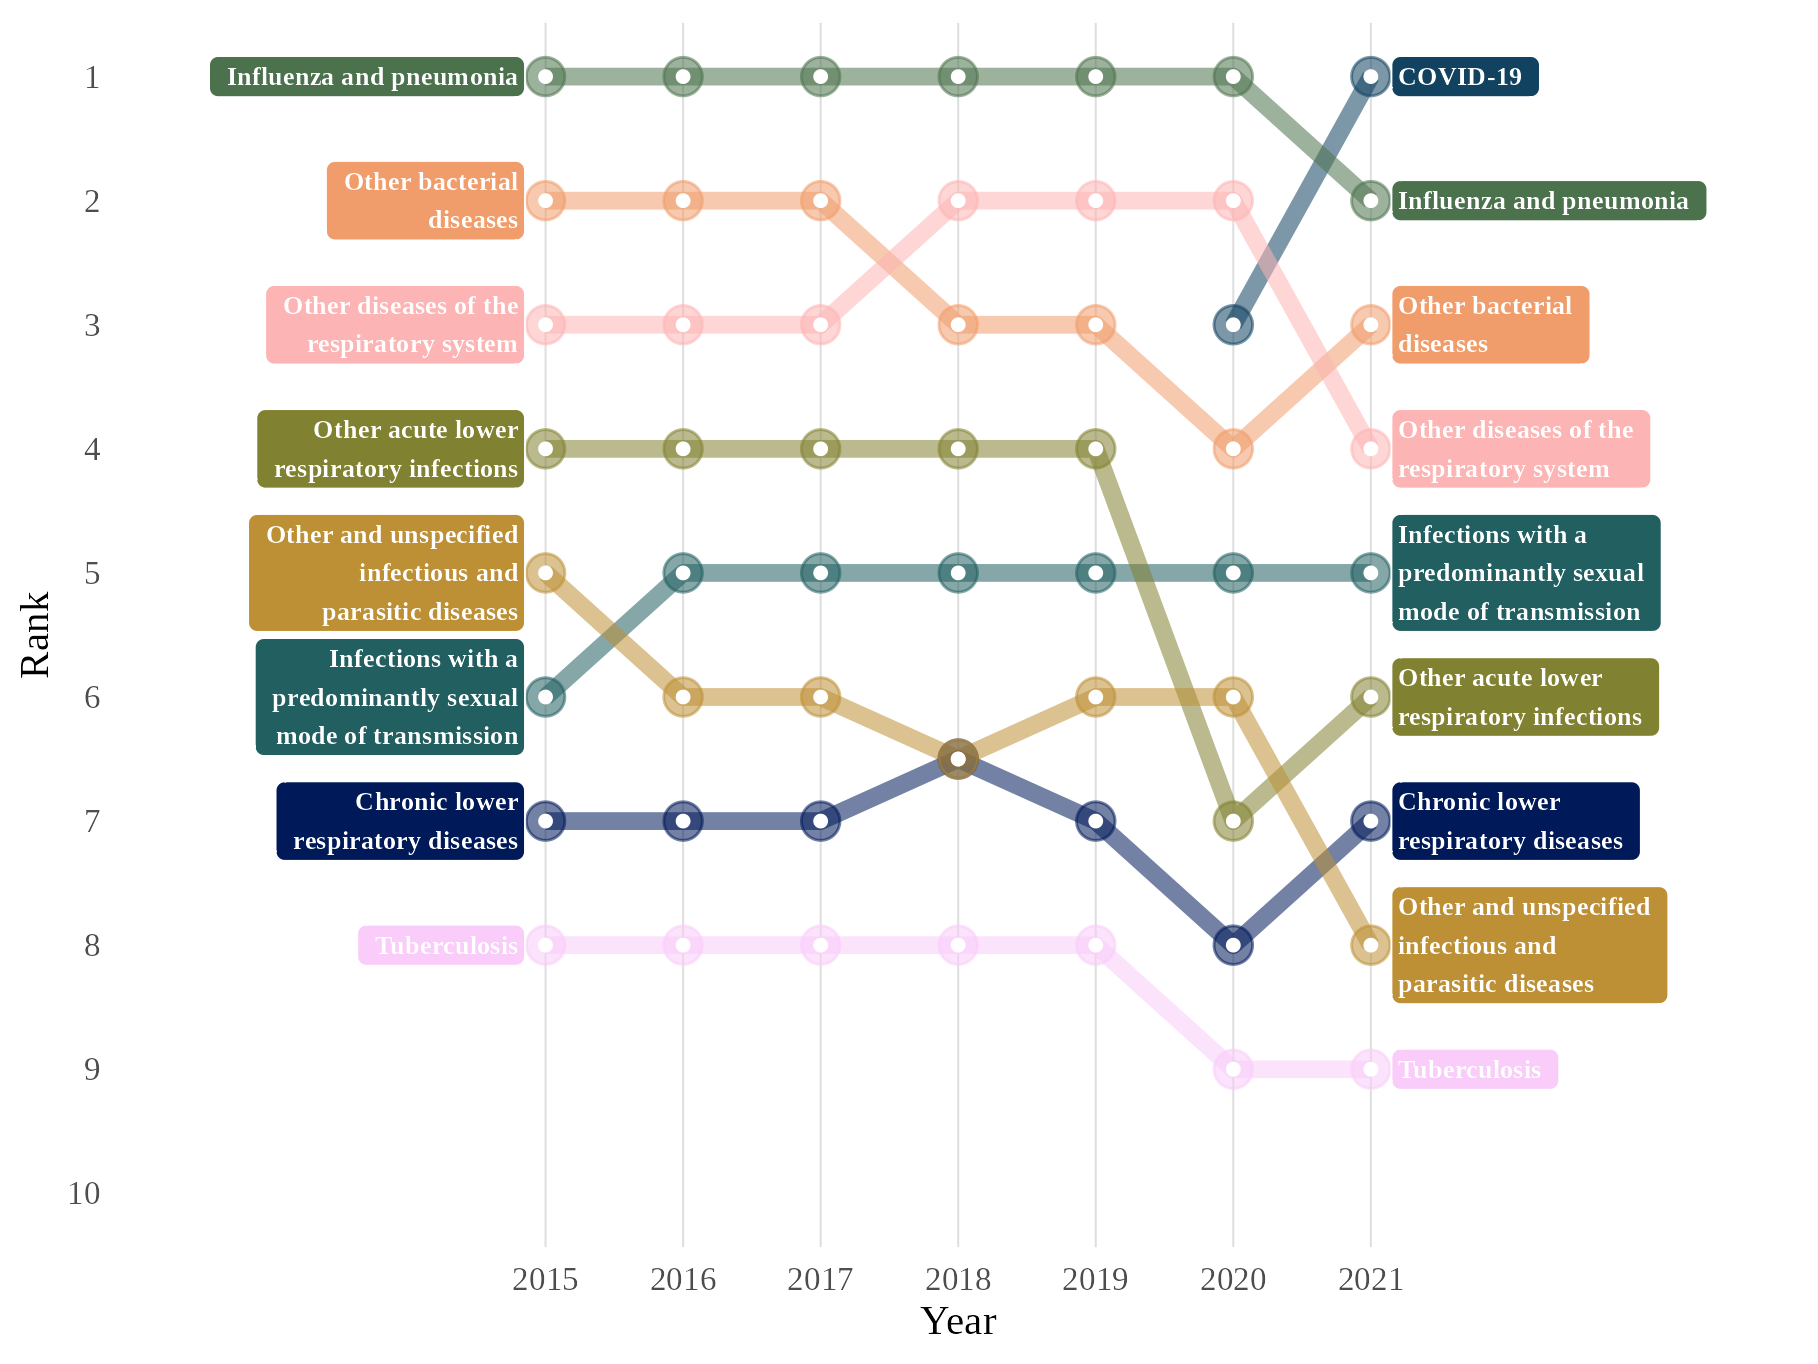 1
Influenza and pneumonia
COVID-19
2
Other bacterial
diseases
Influenza and pneumonia
3
Other diseases of the
respiratory system
Other bacterial
diseases
4
Other acute lower
respiratory infections
Other diseases of the
respiratory system
5
Other and unspecified
infectious and
parasitic diseases
Infections with a
predominantly sexual
mode of transmission
6
Infections with a
predominantly sexual
mode of transmission
Other acute lower
respiratory infections
7
Chronic lower
respiratory diseases
Chronic lower
respiratory diseases
8
Tuberculosis
Other and unspecified
infectious and
parasitic diseases
9
Tuberculosis
10
Rank
2015 2016 2017 2018 2019 2020 2021
Year